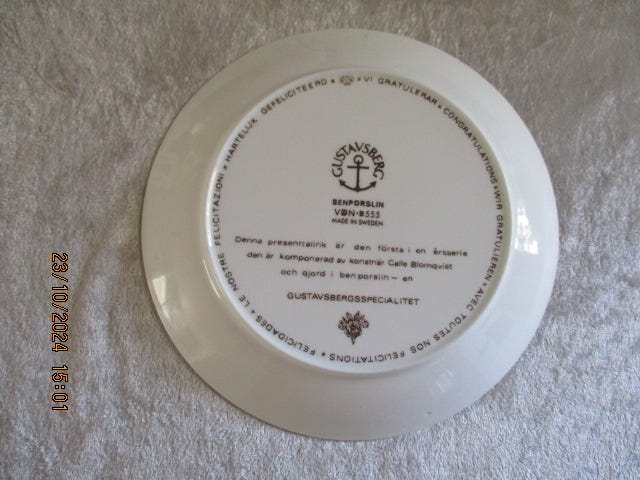 VI GRATULERAR ★ CONGRATULATIONS ★ WIR GRATULIEREN ★ AVEC TOUTES NOS FELICITATIONS ★ FELICIDADES ★ LE NOSTRE FELICITAZIONI ★ HARTELIJK GEFELICITEERD ★
GUSTAVSBERG
BENPORSLIN
VDN-B555
MADE IN SWEDEN
Denna presenttallrik är den första i en årsserie
den är komponerad av konstnär Calle Blomqvist
och gjord i benporslin – en
GUSTAVSBERGSSPECIALITET
23/10/2024 15:01